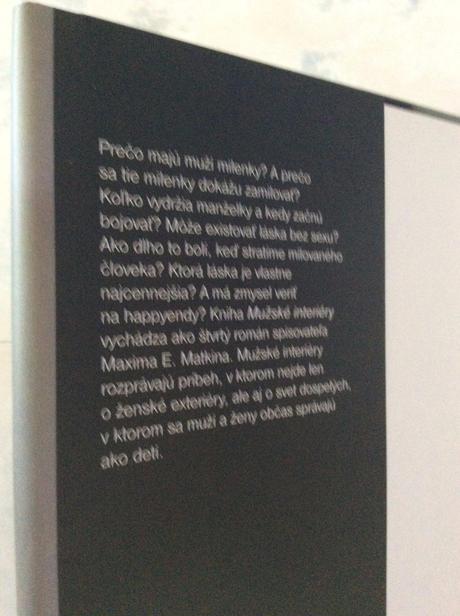 Prečo majú muži milenky? A prečo
sa tie milenky dokážu zamilovať?
Koľko vydržia manželky a kedy začnú
bojovať? Môže existovať láska bez sexu?
Ako dlho to bolí, keď stratíme milovaného
človeka? Ktorá láska je vlastne
najcennejšia? A má zmysel veriť
na happyendy? Kniha Mužské interiéry
vychádza ako štvrtý román spisovateľa
Maxima E. Matkina. Mužské interiéry
rozprávajú príbeh, v ktorom nejde len
o ženské exteriéry, ale aj o svet dospelých,
v ktorom sa muži a ženy občas správajú
ako deti.